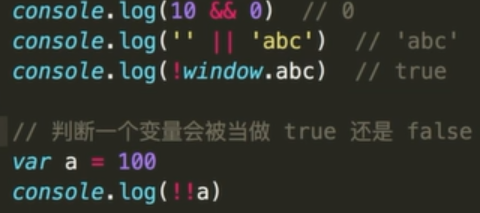 console.log(10 && 0)  // 0
console.log('' || 'abc')  // 'abc'
console.log(!window.abc)  // true
// 判断一个变量会被当做 true 还是 false
var a = 100
console.log(!!a)